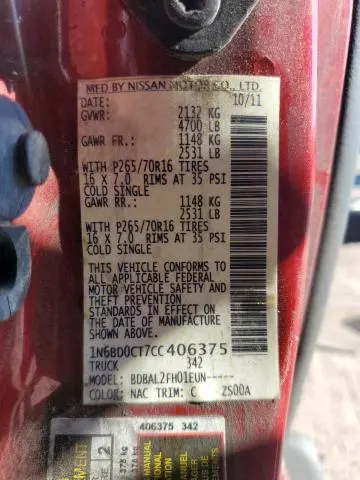 MFD BY NISSAN MOTOR CO., LTD.
DATE: 10/11
GVWR: 2132 KG
4700 LB
GAWR FR.: 1148 KG
2531 LB
WITH P265/70R16 TIRES
16 X 7.0 RIMS AT 35 PSI
COLD SINGLE
GAWR RR.: 1148 KG
2531 LB
WITH P265/70R16 TIRES
16 X 7.0 RIMS AT 35 PSI
COLD SINGLE
THIS VEHICLE CONFORMS TO
ALL APPLICABLE FEDERAL
MOTOR VEHICLE SAFETY
STANDARDS IN EFFECT ON
THE DATE OF MANUFACTURE
SHOWN ABOVE.
1N6BD0CT7CC406375
TRUCK 342
MODEL: BDBAL2FH01EUN-----
COLOR: NAC TRIM: C ZS00A
406375 342
2
MANUAL